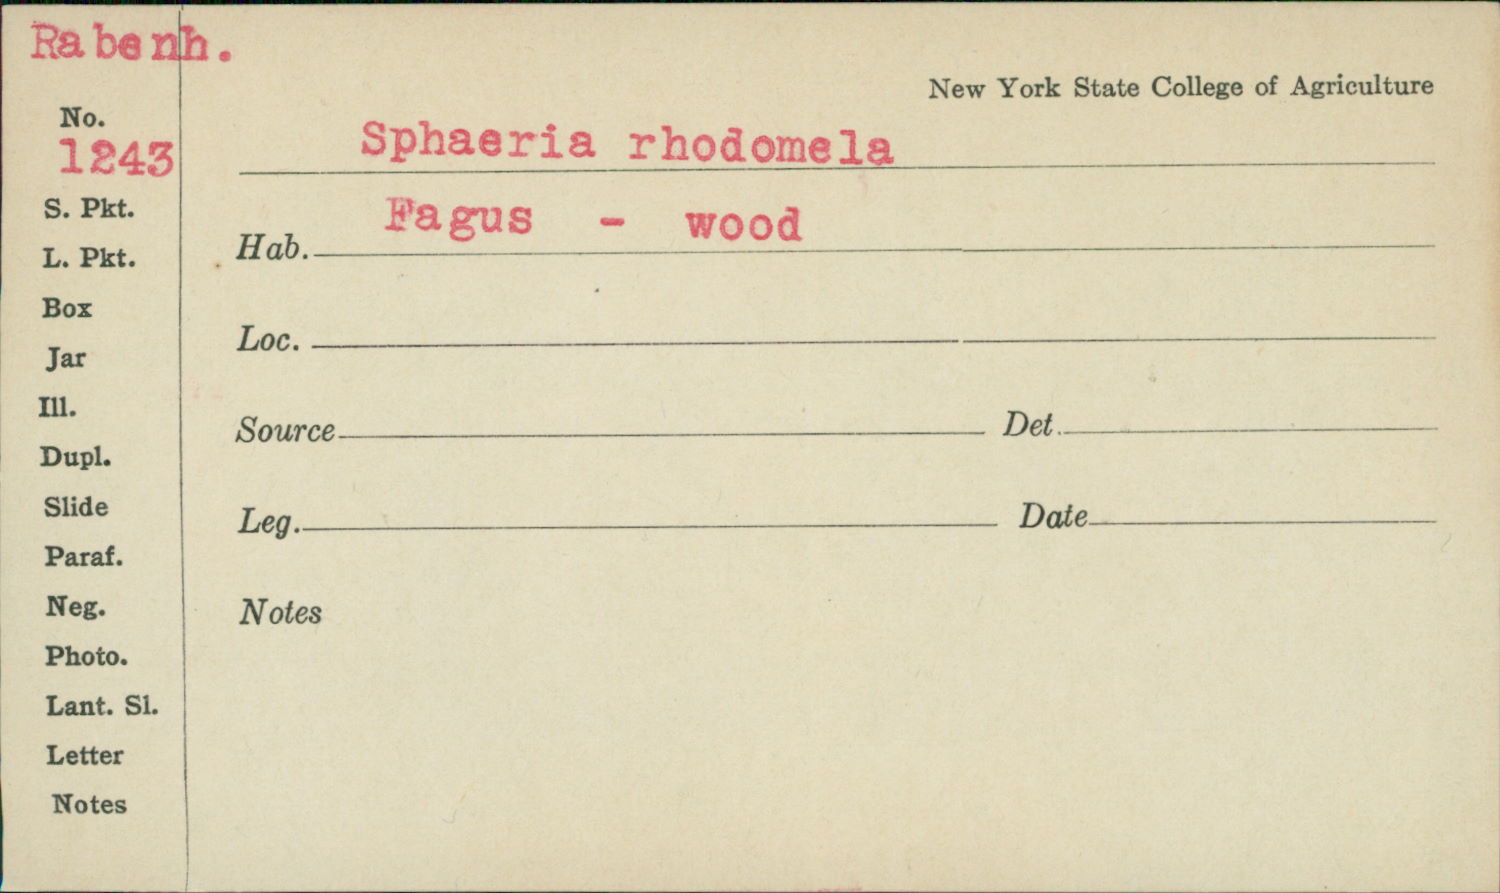 Rabenh.
New York State College of Agriculture
No.
1243
Sphaeria rhodomela
S. Pkt.
Hab. Fagus - wood
L. Pkt.
Box
Jar
Loc.
Ill.
Source Det.
Dupl.
Slide
Leg. Date
Paraf.
Neg.
Notes
Photo.
Lant. Sl.
Letter
Notes